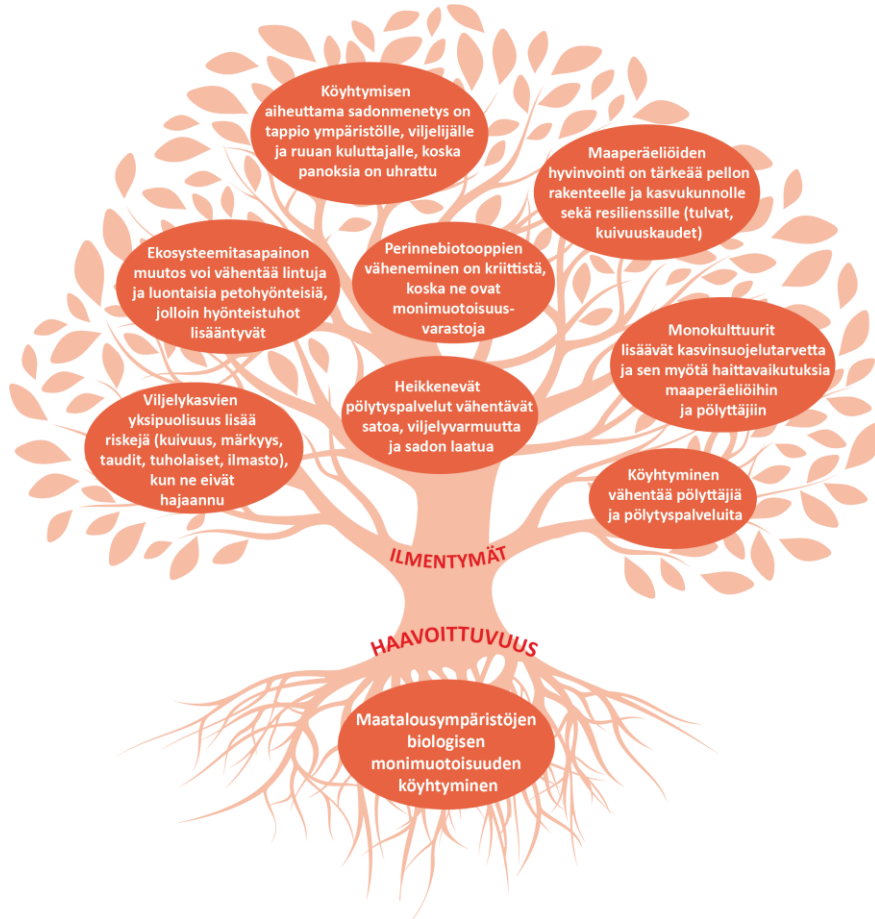 Köyhtymisen
aiheuttama sadonmenetys on
tappio ympäristölle, viljelijälle
ja ruuan kuluttajalle, koska
panoksia on uhrattu
Maaperäeliöiden
hyvinvointi on tärkeää pellon
rakenteelle ja kasvukunnolle
sekä resilienssille (tulvat,
kuivuuskaudet)
Ekosysteemitasapainon
muutos voi vähentää lintuja
ja luontaisia petohyönteisiä,
jolloin hyönteistuhot
lisääntyvät
Perinnebiotooppien
väheneminen on kriittistä,
koska ne ovat
monimuotoisuus-
varastoja
Monokulttuurit
lisäävät kasvinsuojelutarvetta
ja sen myötä haittavaikutuksia
maaperäeliöihin
ja pölyttäjiin
Heikkenevät
pölytyspalvelut vähentävät
satoa, viljelyvarmuutta
ja sadon laatua
Viljelykasvien
yksipuolisuus lisää
riskejä (kuivuus, märkyys,
taudit, tuholaiset, ilmasto),
kun ne eivät
hajaannu
Köyhtyminen
vähentää pölyttäjiä
ja pölytyspalveluita
ILMENTYMÄT
HAAVOITTUVUUS
Maatalousympäristöjen
biologisen
monimuotoisuuden
köyhtyminen